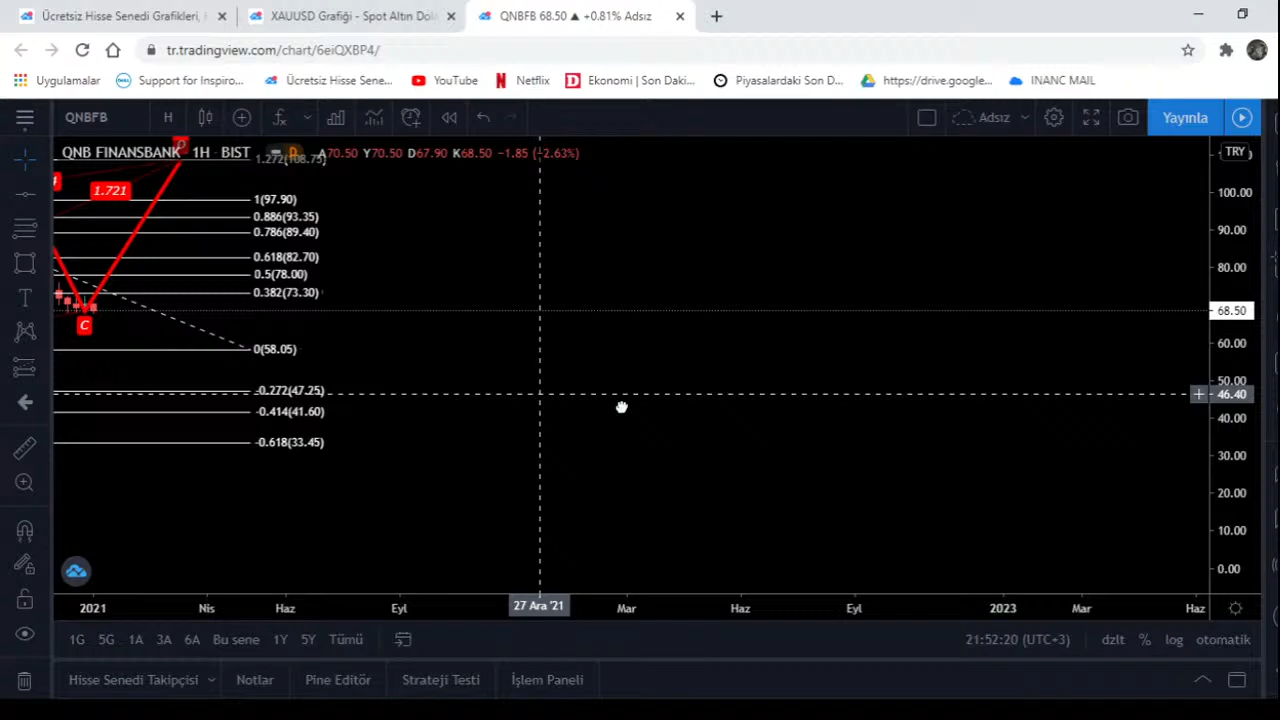 Ücretsiz Hisse Senedi Grafikleri, XAUUSD Grafiği - Spot Altın Dol QNBFB 68.50 ▲ +0.81% Adsız
tr.tradingview.com/chart/6eiQXBP4/
Uygulamalar Support for Inspiro... Ücretsiz Hisse Sene... YouTube Netflix Ekonomi | Son Daki... Piyasalardaki Son D... https://drive.google... INANC MAIL
QNBFB H Adsız Yayınla
QNB FINANSBANK 1H BIST D A70.50 Y70.50 D67.90 K68.50 −1.85 (−2.63%) TRY
1.272(108.75)
1.721
1(97.90) 100.00
0.886(93.35) 90.00
0.786(89.40)
0.618(82.70) 80.00
0.5(78.00)
0.382(73.30)
68.50
C
0(58.05) 60.00
50.00
-0.272(47.25) 46.40
-0.414(41.60) 40.00
-0.618(33.45) 30.00
20.00
10.00
0.00
2021 Nis Haz Eyl 27 Ara '21 Mar Haz Eyl 2023 Mar Haz
1G 5G 1A 3A 6A Bu sene 1Y 5Y Tümü 21:52:20 (UTC+3) dzlt % log otomatik
Hisse Senedi Takipçisi Notlar Pine Editör Strateji Testi İşlem Paneli